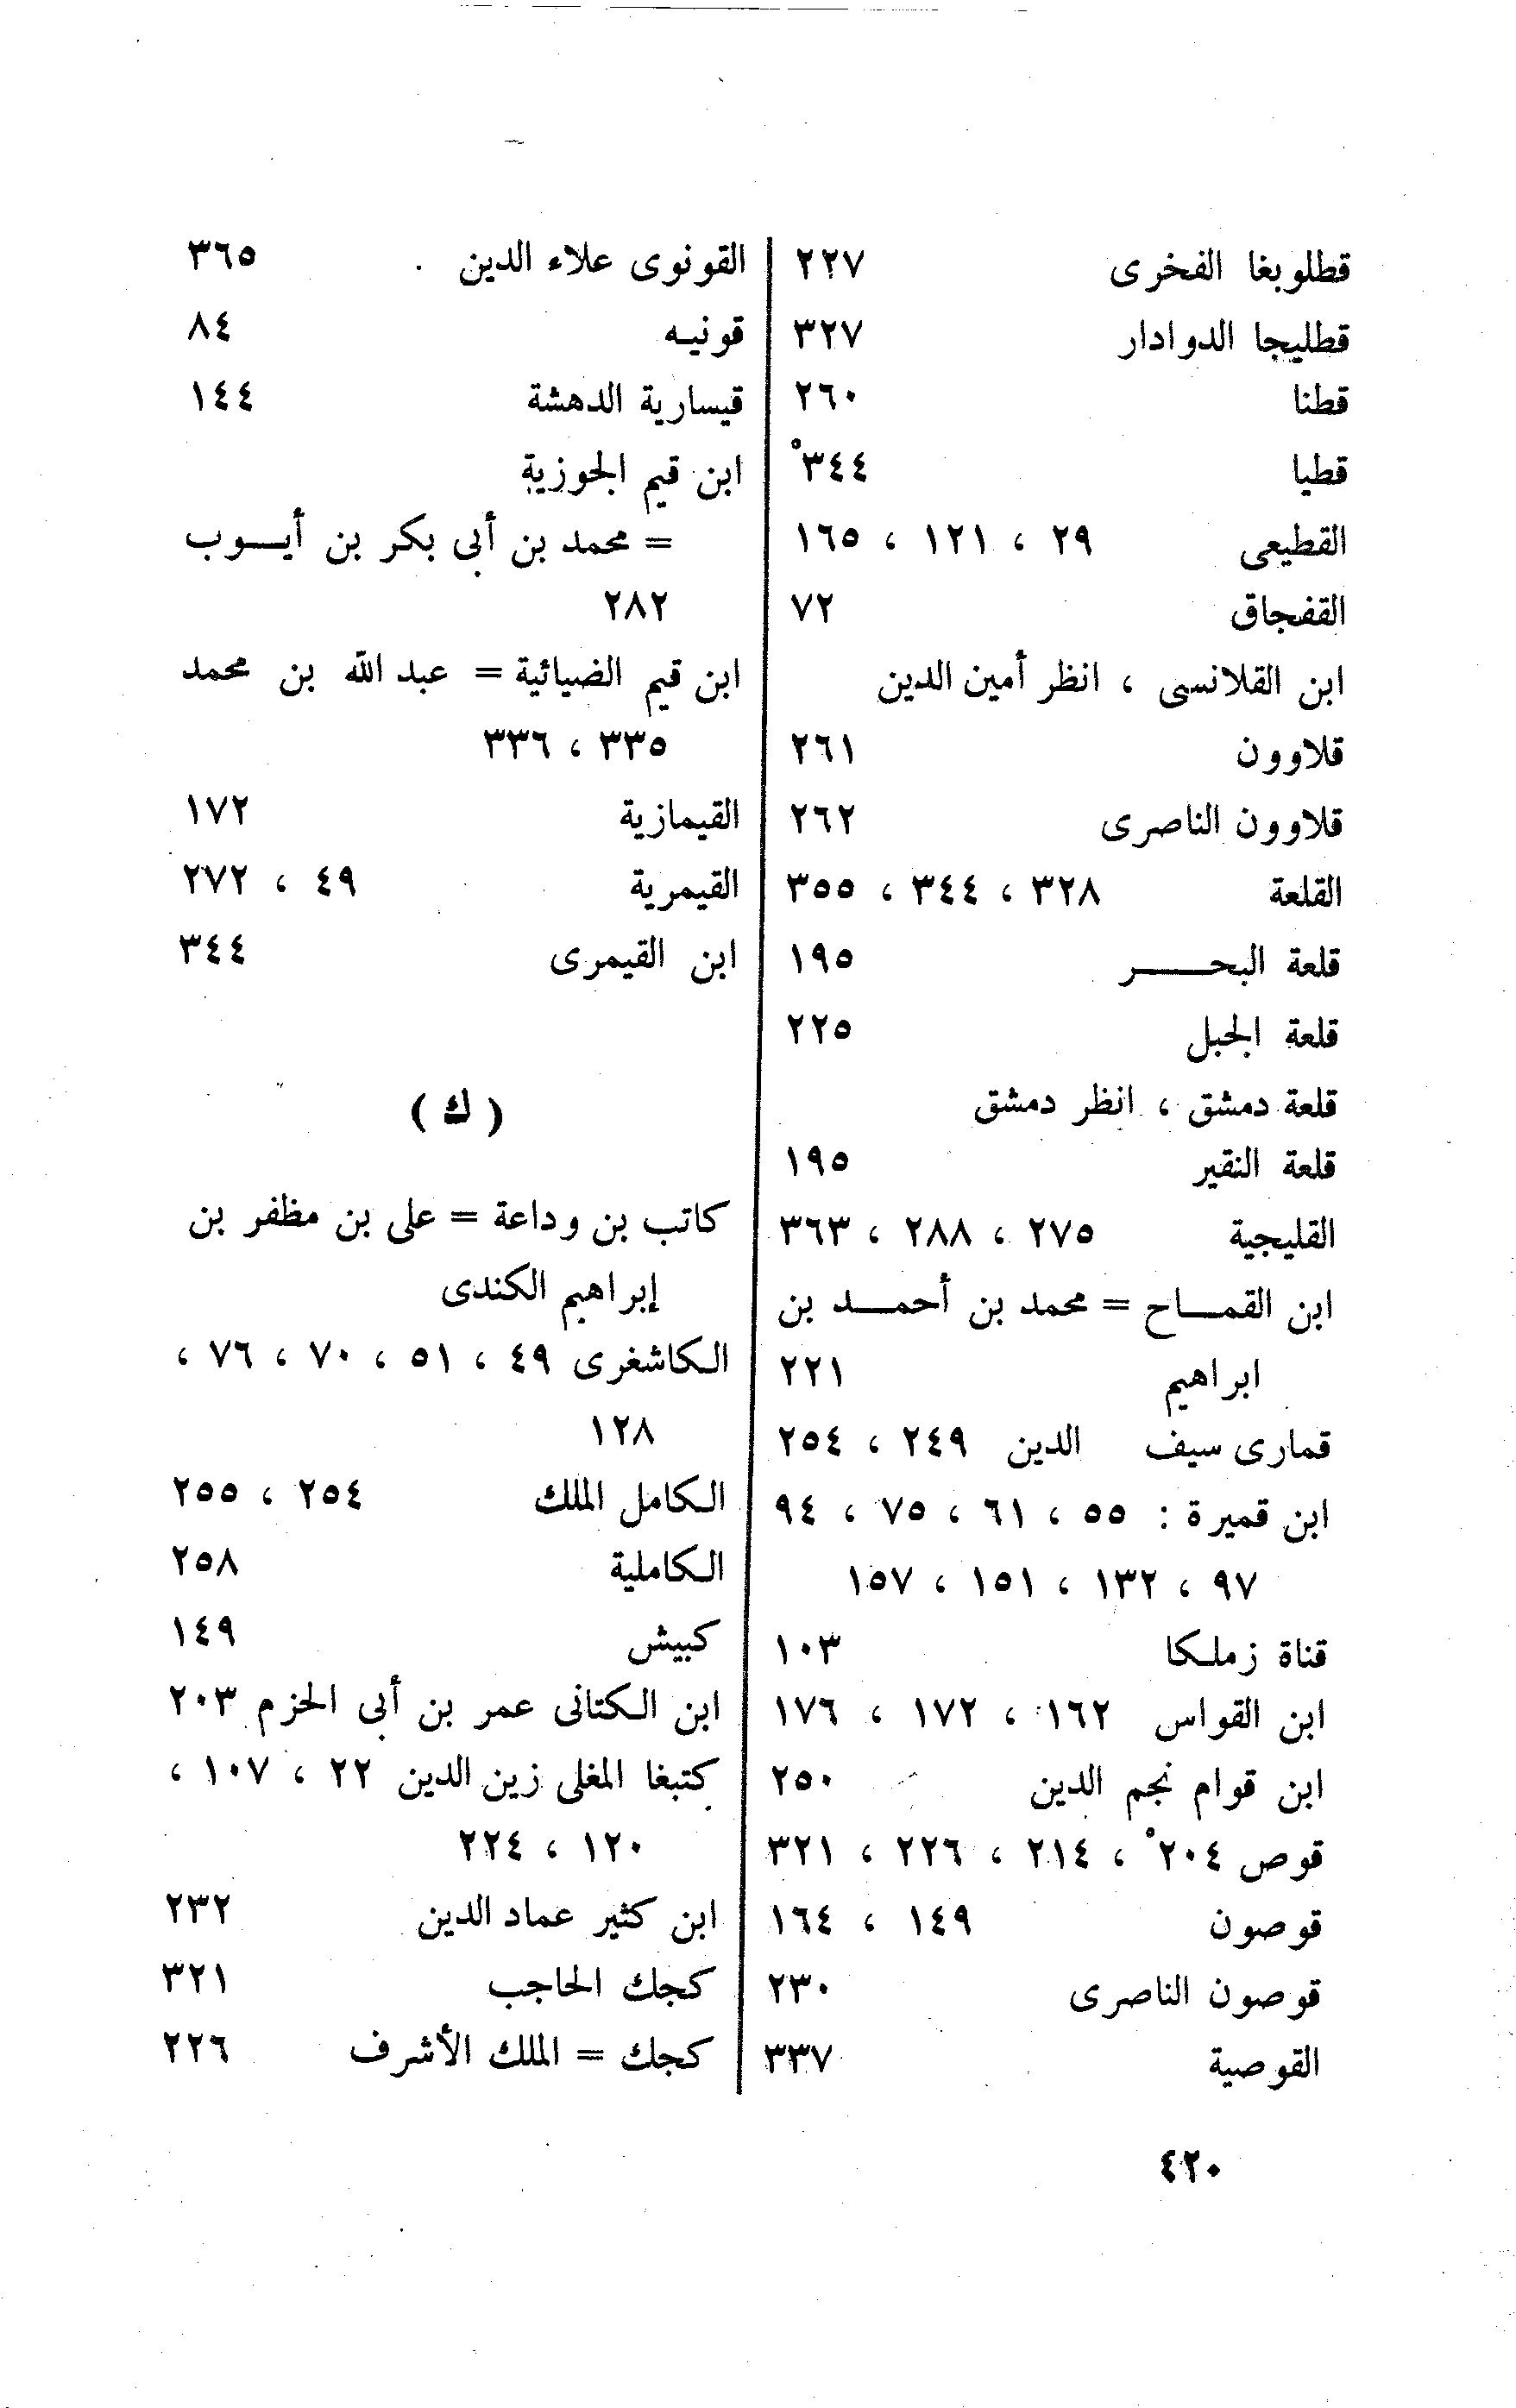 قطلوبغا الفخرى ٢٢٧
قطليجا الدوادار ٣٢٧
قطنا ٢٦٠
قطيا ٣٤٤°
القطيعى ٢٩ ، ١٢١ ، ١٦٥
القفجاق ٧٢
ابن القلانسى ، انظر أمين الدين
قلاوون ٢٦١
قلاوون الناصرى ٢٦٢
القلعة ٣٢٨ ، ٣٤٤ ، ٣٥٥
قلعة البحـــر ١٩٥
قلعة الجبل ٢٢٥
قلعة دمشق ، انظر دمشق
قلعة النقير ١٩٥
القليجية ٢٧٥ ، ٢٨٨ ، ٣٦٣
ابن القمــاح = محمد بن أحمــد بن
ابراهيم ٢٢١
قمارى سيف الدين ٢٤٩ ، ٢٥٤
ابن قميرة : ٥٥ ، ٦١ ، ٧٥ ، ٩٤
٩٧ ، ١٣٢ ، ١٥١ ، ١٥٧
قناة زملكا ١٠٣
ابن القواس ١٦٢ ، ١٧٢ ، ١٧٦
ابن قوام نجم الدين ٢٥٠
قوص ٢٠٤° ، ٢١٤ ، ٢٢٦ ، ٣٢١
قوصون ١٤٩ ، ١٦٤
قوصون الناصرى ٢٣٠
القوصية ٣٣٧
القونوى علاء الدين ٣٦٥
قونيـه ٨٤
قيسارية الدهشة ١٤٤
ابن قيم الجوزية
= محمد بن أبى بكر بن أيــوب
٢٨٢
ابن قيم الضيائية = عبد الله بن محمد
٣٣٥ ، ٣٣٦
القيمازية ١٧٢
القيمرية ٤٩ ، ٢٧٢
ابن القيمرى ٣٤٤
( ك )
كاتب بن وداعة = على بن مظفر بن
إبراهيم الكندى
الكاشغرى ٤٩ ، ٥١ ، ٧٠ ، ٧٦ ،
١٢٨
الكامل الملك ٢٥٤ ، ٢٥٥
الكاملية ٢٥٨
كبيش ١٤٩
ابن الكتانى عمر بن أبى الحزم ٢٠٣
كتبغا المغلى زين الدين ٢٢ ، ١٠٧ ،
١٢٠ ، ٢٢٤
ابن كثير عماد الدين ٢٣٢
كجك الحاجب ٣٢١
كجك = الملك الأشرف ٢٢٦
٤٢٠